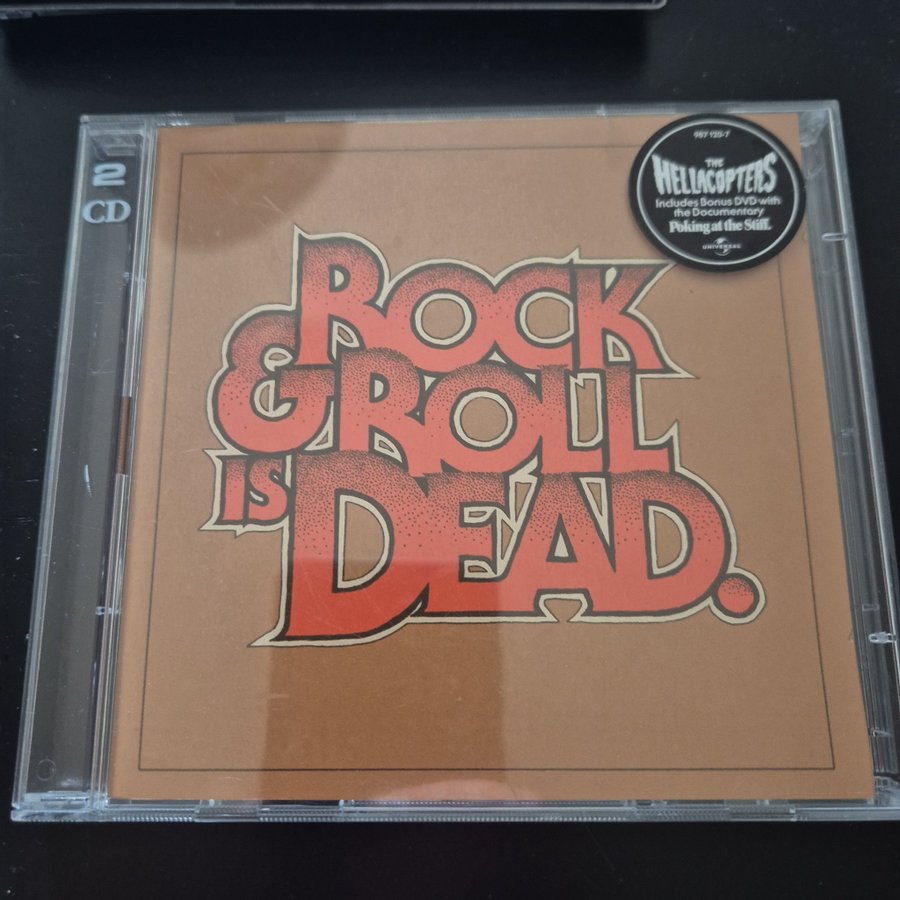 2
CD
987 120-7
THE
HELLACOPTERS
Includes Bonus DVD with
the Documentary
Poking at the Stiff.
UNIVERSAL
ROCK
& ROLL
IS DEAD.